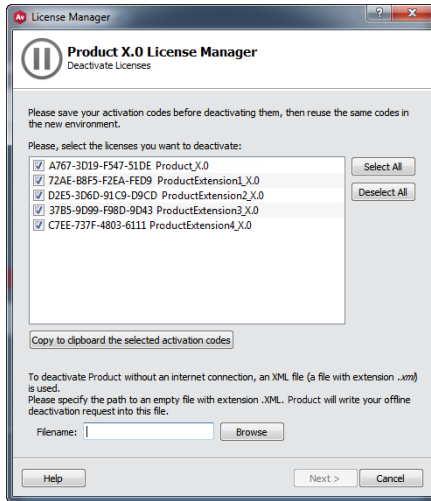 Av License Manager
Product X.0 License Manager
Deactivate Licenses
Please save your activation codes before deactivating them, then reuse the same codes in
the new environment.
Please, select the licenses you want to deactivate:
A767-3D19-F547-51DE Product_X.0
72AE-B8F5-F2EA-FED9 ProductExtension1_X.0
D2E5-3D6D-91C9-D9CD ProductExtension2_X.0
37B5-9D99-F98D-9D43 ProductExtension3_X.0
C7EE-737F-4803-6111 ProductExtension4_X.0
Select All
Deselect All
Copy to clipboard the selected activation codes
To deactivate Product without an internet connection, an XML file (a file with extension .xml)
is used.
Please specify the path to an empty file with extension .XML. Product will write your offline
deactivation request into this file.
Filename: Browse
Help Next > Cancel